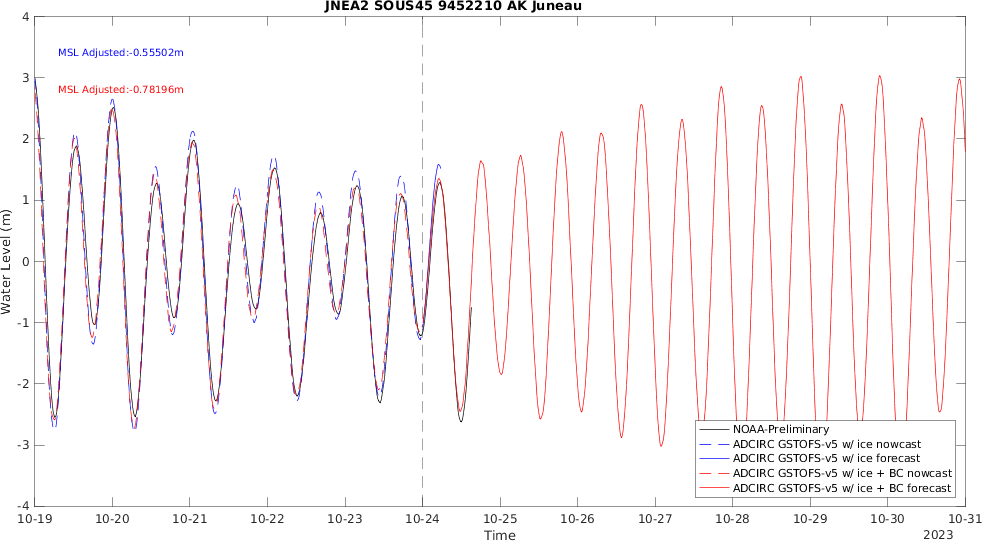 JNEA2 SOUS45 9452210 AK Juneau
MSL Adjusted:-0.55502m
MSL Adjusted:-0.78196m
4
3
2
1
0
-1
-2
-3
-4
Water Level (m)
NOAA-Preliminary
ADCIRC GSTOFS-v5 w/ ice nowcast
ADCIRC GSTOFS-v5 w/ ice forecast
ADCIRC GSTOFS-v5 w/ ice + BC nowcast
ADCIRC GSTOFS-v5 w/ ice + BC forecast
10-19 10-20 10-21 10-22 10-23 10-24 10-25 10-26 10-27 10-28 10-29 10-30 10-31
Time
2023